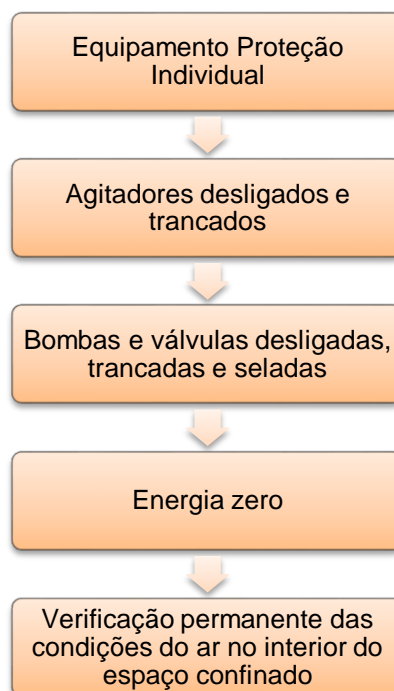 Equipamento Proteção
Individual
Agitadores desligados e
trancados
Bombas e válvulas desligadas,
trancadas e seladas
Energia zero
Verificação permanente das
condições do ar no interior do
espaço confinado